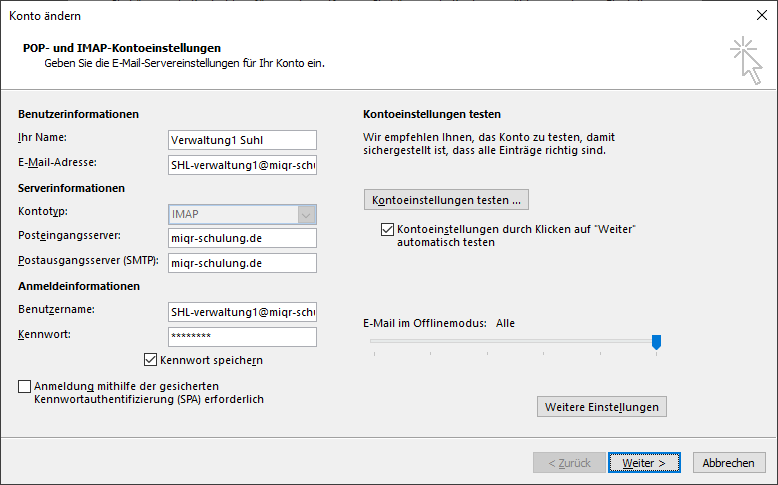 Konto ändern
POP- und IMAP-Kontoeinstellungen
Geben Sie die E-Mail-Servereinstellungen für Ihr Konto ein.
Benutzerinformationen
Ihr Name:
Verwaltung1 Suhl
E-Mail-Adresse:
SHL-verwaltung1@miqr-schu
Serverinformationen
Kontotyp:
IMAP
Posteingangsserver:
miqr-schulung.de
Postausgangsserver (SMTP):
miqr-schulung.de
Anmeldeinformationen
Benutzername:
SHL-verwaltung1@miqr-schu
Kennwort:
********
Kennwort speichern
Anmeldung mithilfe der gesicherten
Kennwortauthentifizierung (SPA) erforderlich
Kontoeinstellungen testen
Wir empfehlen Ihnen, das Konto zu testen, damit
sichergestellt ist, dass alle Einträge richtig sind.
Kontoeinstellungen testen ...
Kontoeinstellungen durch Klicken auf "Weiter"
automatisch testen
E-Mail im Offlinemodus: Alle
Weitere Einstellungen
< Zurück
Weiter >
Abbrechen